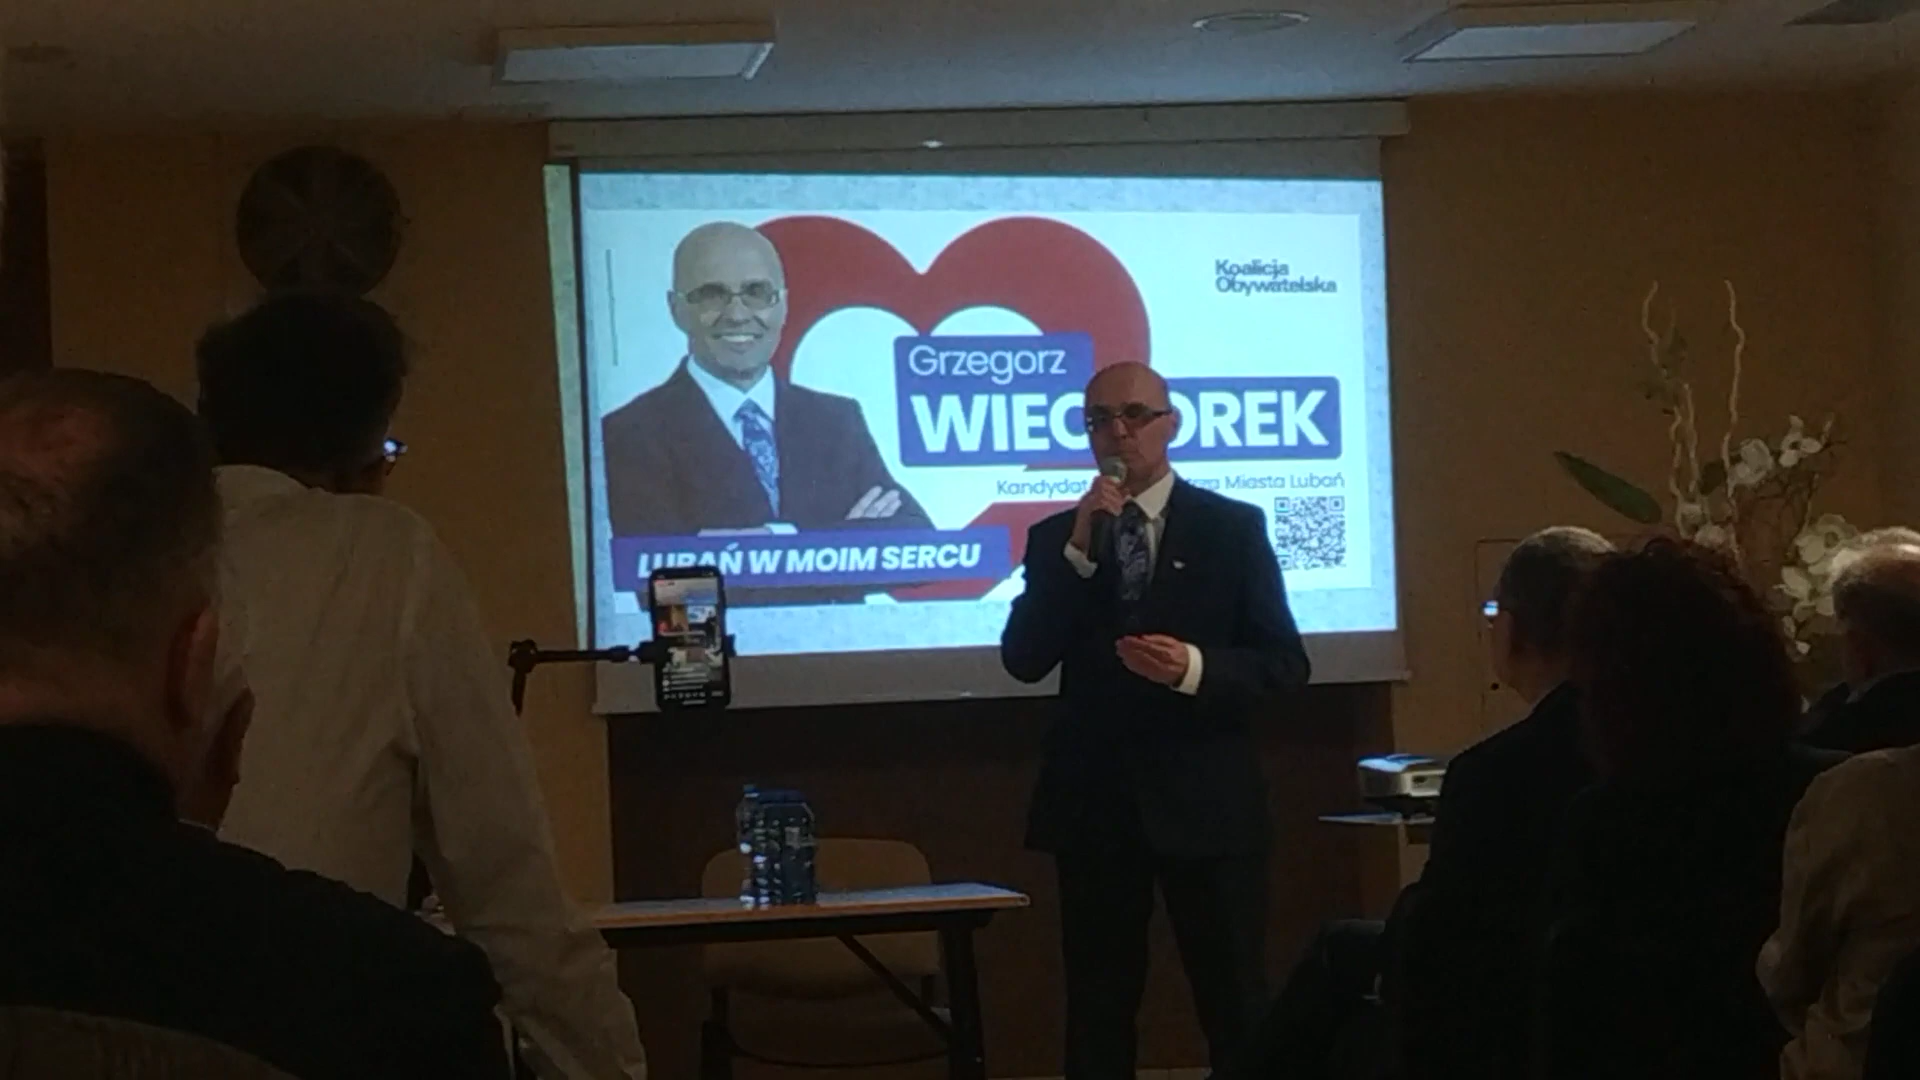 Koalicja
Obywatelska
Grzegorz
WIEC OREK
Kandydat Miasta Lubań
LUBAŃ W MOIM SERCU